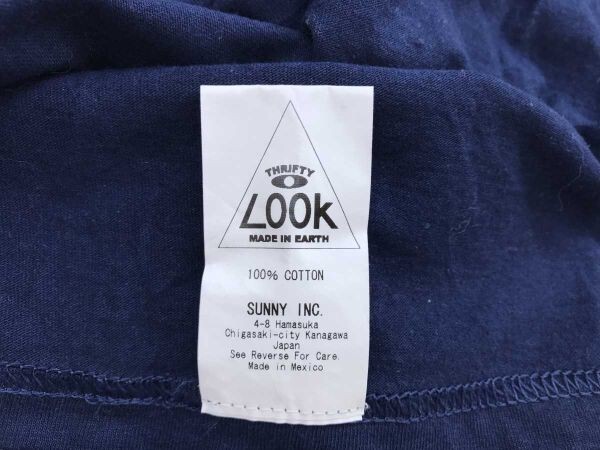 THRIFTY
LOOK
MADE IN EARTH
100% COTTON
SUNNY INC.
4-8 Hamasuka
Chigasaki-city Kanagawa
Japan
See Reverse For Care.
Made in Mexico